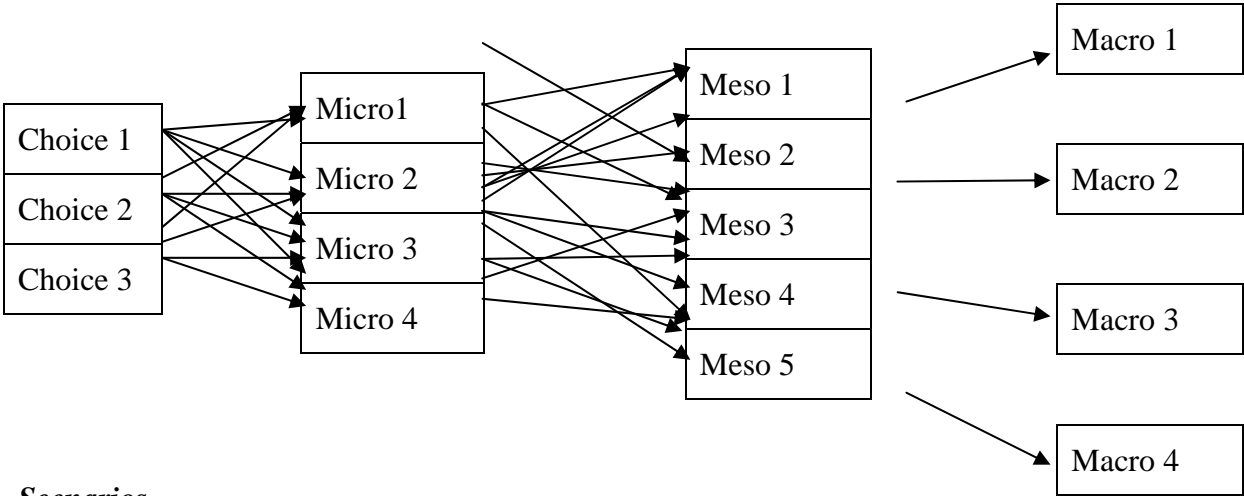 Choice 1
Choice 2
Choice 3
Micro1
Micro 2
Micro 3
Micro 4
Meso 1
Meso 2
Meso 3
Meso 4
Meso 5
Macro 1
Macro 2
Macro 3
Macro 4
Scenarios